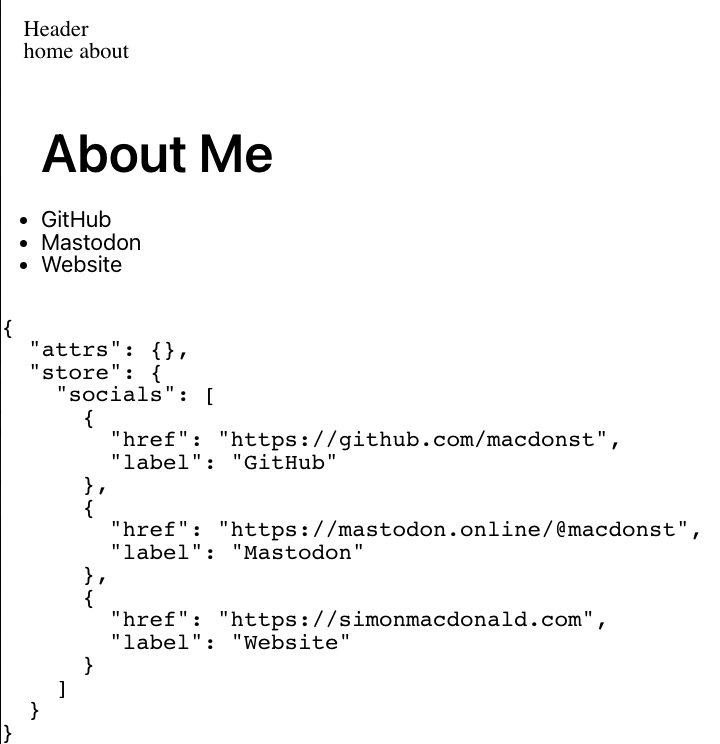 Header
home about
About Me
• GitHub
• Mastodon
• Website
{
  "attrs": {},
  "store": {
    "socials": [
      {
        "href": "https://github.com/macdonst",
        "label": "GitHub"
      },
      {
        "href": "https://mastodon.online/@macdonst",
        "label": "Mastodon"
      },
      {
        "href": "https://simonmacdonald.com",
        "label": "Website"
      }
    ]
  }
}